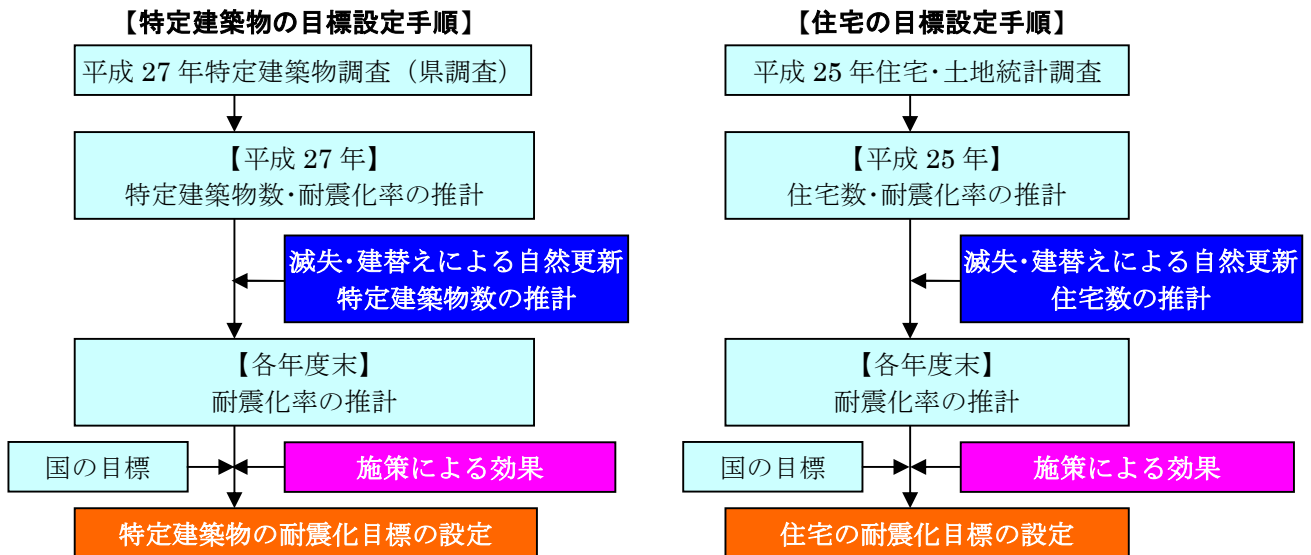 【特定建築物の目標設定手順】
平成 27 年特定建築物調査（県調査）
【平成 27 年】
特定建築物数・耐震化率の推計
滅失・建替えによる自然更新
特定建築物数の推計
【各年度末】
耐震化率の推計
国の目標
施策による効果
特定建築物の耐震化目標の設定
【住宅の目標設定手順】
平成 25 年住宅・土地統計調査
【平成 25 年】
住宅数・耐震化率の推計
滅失・建替えによる自然更新
住宅数の推計
【各年度末】
耐震化率の推計
国の目標
施策による効果
住宅の耐震化目標の設定